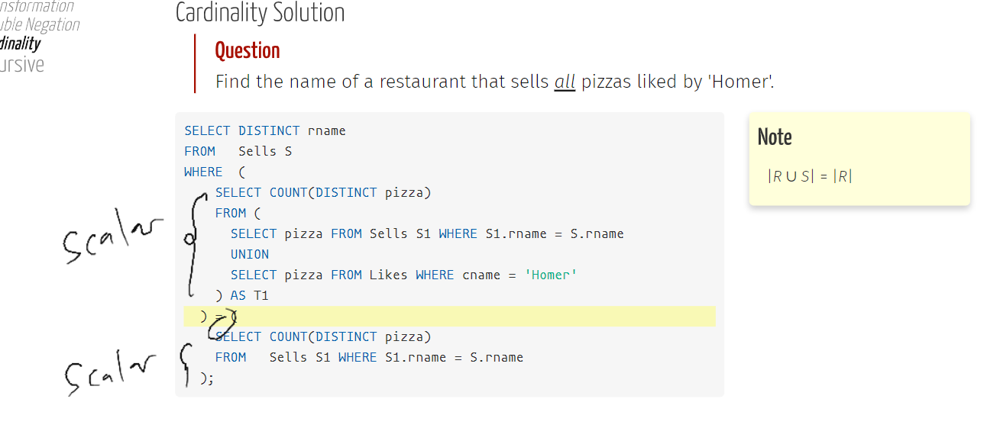 nsformation
uble Negation
dinality
ursive
Cardinality Solution
Question
Find the name of a restaurant that sells all pizzas liked by 'Homer'.
SELECT DISTINCT rname
FROM Sells S
WHERE (
SELECT COUNT(DISTINCT pizza)
FROM (
SELECT pizza FROM Sells S1 WHERE S1.rname = S.rname
UNION
SELECT pizza FROM Likes WHERE cname = 'Homer'
) AS T1
) = (
SELECT COUNT(DISTINCT pizza)
FROM Sells S1 WHERE S1.rname = S.rname
);
Scalar
Scalar
Note
|R ∪ S| = |R|